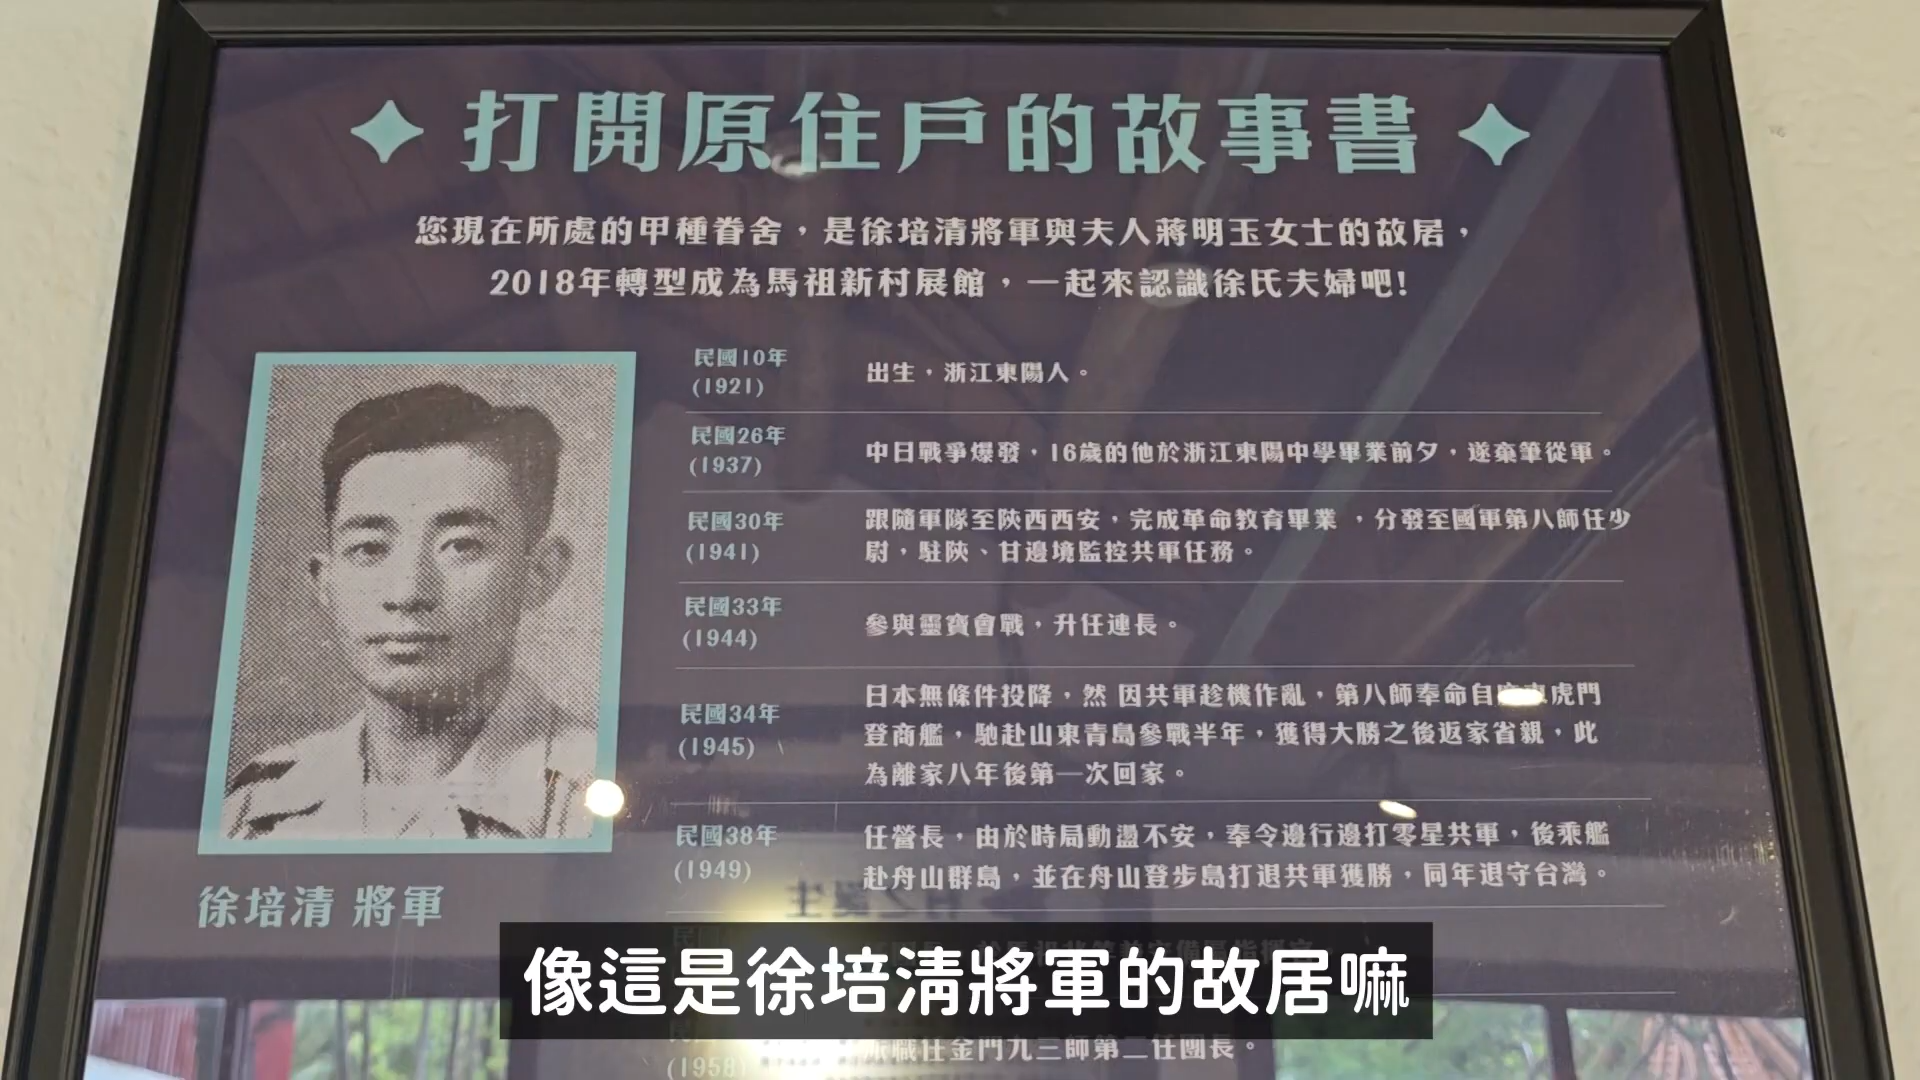 打開原住戶的故事書
您現在所處的甲種眷舍，是徐培清將軍與夫人蔣明玉女士的故居，
2018年轉型成為馬祖新村展館，一起來認識徐氏夫婦吧！
民國10年
(1921)
出生，浙江東陽人。
民國26年
(1937)
中日戰爭爆發，16歲的他於浙江東陽中學畢業前夕，遂棄筆從軍。
民國30年
(1941)
跟隨軍隊至陝西西安，完成革命教育畢業 ，分發至國軍第八師任少
尉，駐陝、甘邊境監控共軍任務。
民國33年
(1944)
參與靈寶會戰，升任連長。
民國34年
(1945)
日本無條件投降，然 因共軍趁機作亂，第八師奉命自 虎門
登商艦，馳赴山東青島參戰半年，獲得大勝之後返家省親，此
為離家八年後第一次回家。
民國38年
(1949)
任營長，由於時局動盪不安，奉令邊行邊打零星共軍，後乘艦
赴舟山群島，並在舟山登步島打退共軍獲勝，同年退守台灣。
徐培清 將軍
像這是徐培清將軍的故居嘛
(1958)
職任金門九三師第二任團長。